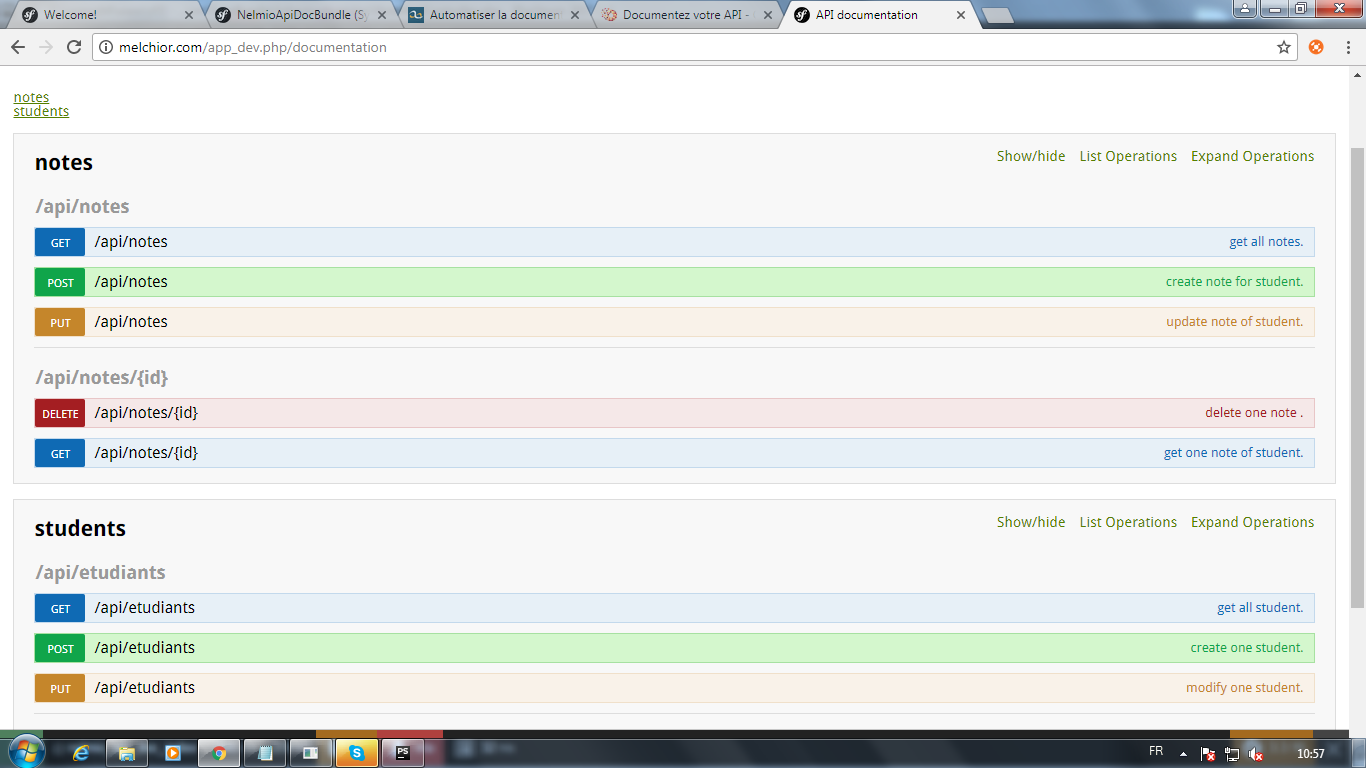 Welcome!
NelmioApiDocBundle (Sy
Automatiser la documen
Documentez votre API -
API documentation
melchior.com/app_dev.php/documentation
notes
students
notes
Show/hide List Operations Expand Operations
/api/notes
GET /api/notes get all notes.
POST /api/notes create note for student.
PUT /api/notes update note of student.
/api/notes/{id}
DELETE /api/notes/{id} delete one note .
GET /api/notes/{id} get one note of student.
students
Show/hide List Operations Expand Operations
/api/etudiants
GET /api/etudiants get all student.
POST /api/etudiants create one student.
PUT /api/etudiants modify one student.
FR
10:57